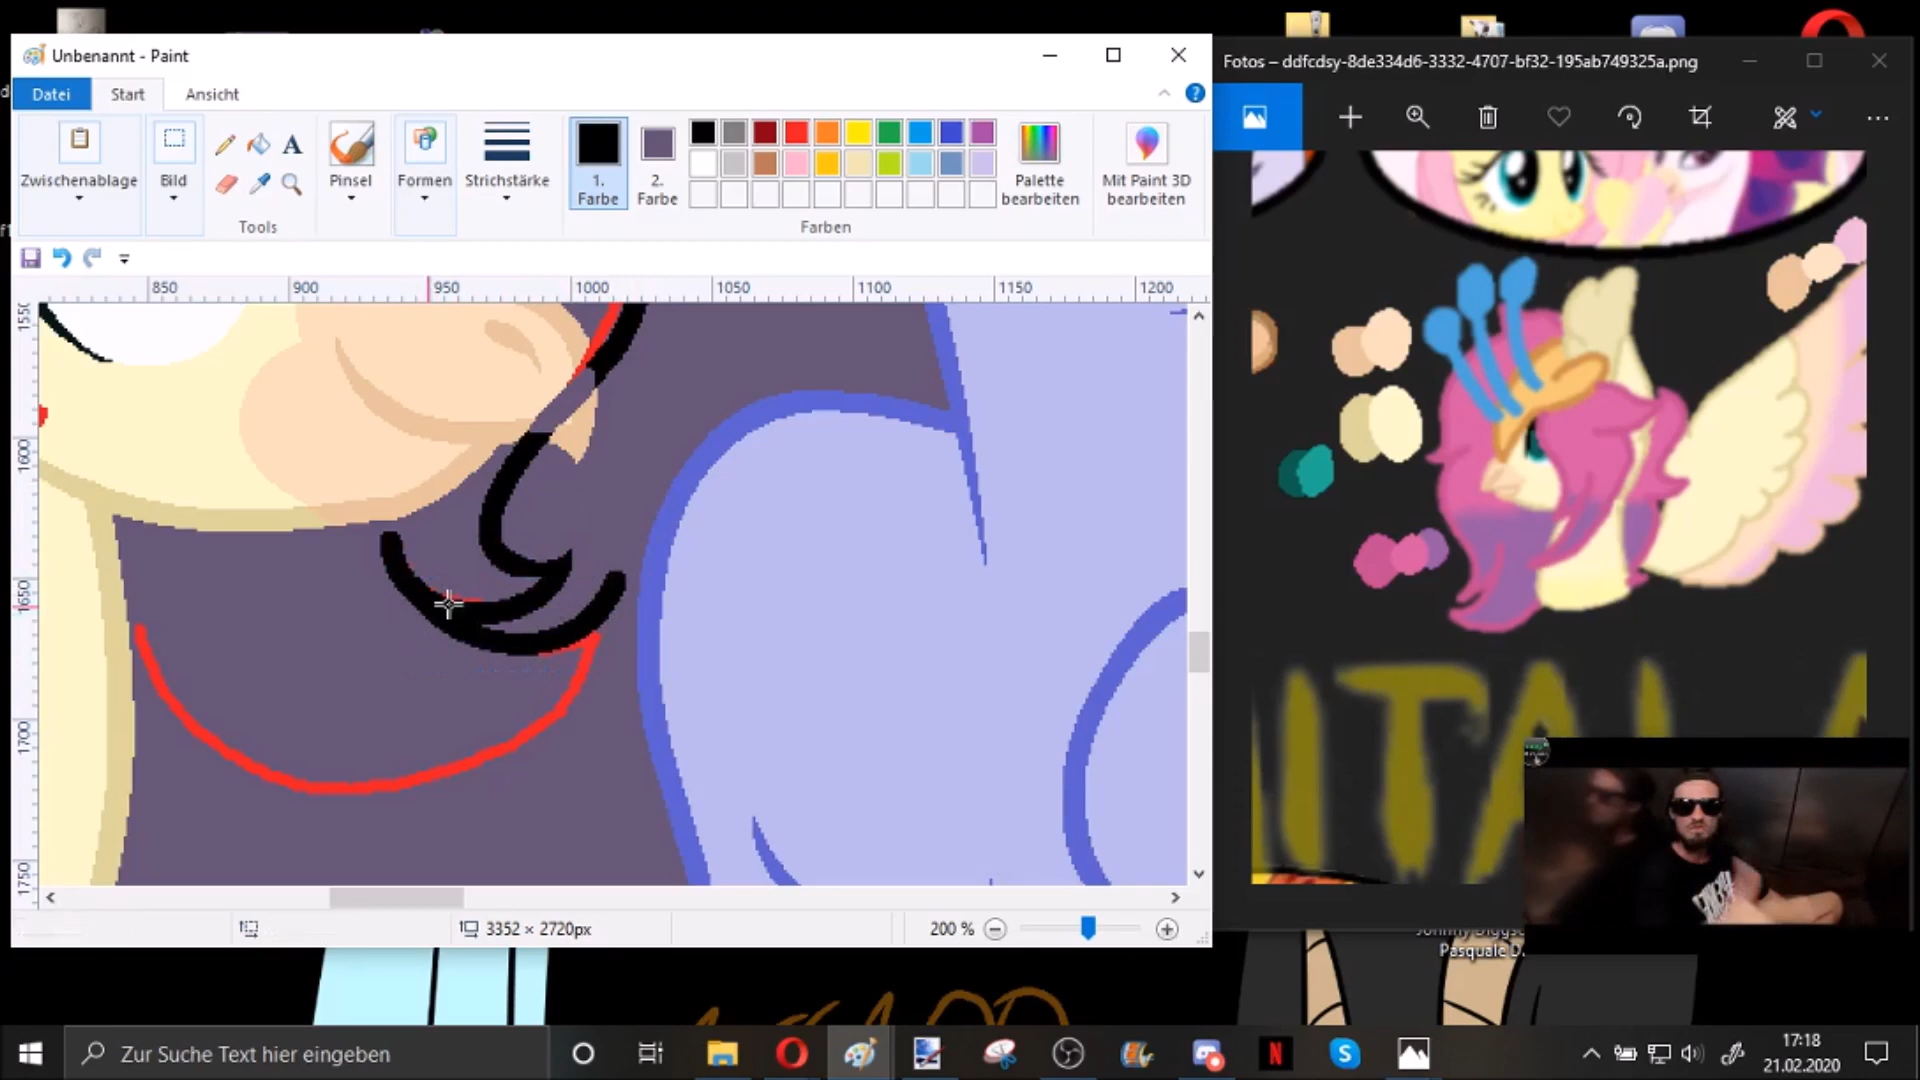 Unbenannt - Paint
Fotos – ddfcdsy-8de334d6-3332-4707-bf32-195ab749325a.png
Datei Start Ansicht
Zwischenablage
Bild
Pinsel
Formen
Strichstärke
1.
Farbe
2.
Farbe
Palette
bearbeiten
Mit Paint 3D
bearbeiten
Tools
Farben
850 900 950 1000 1050 1100 1150 1200
1600
1650
1700
1750
3352 × 2720px
200 %
Pasquale D.
Zur Suche Text hier eingeben
17:18
21.02.2020